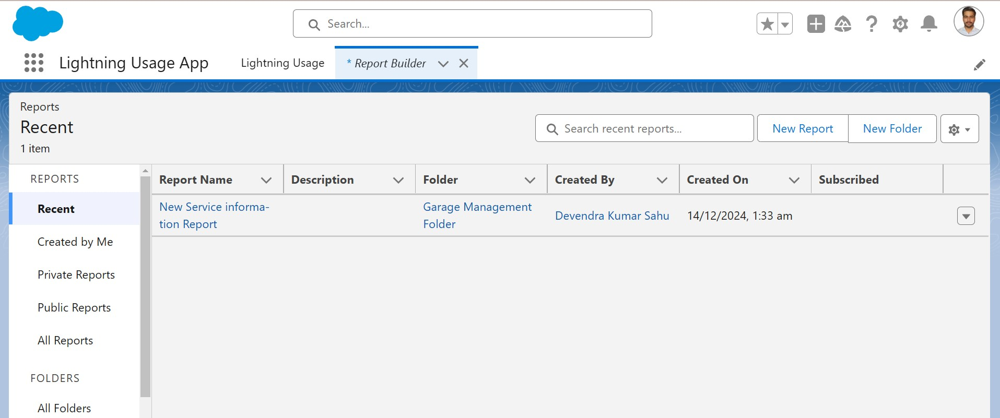 Search...
Lightning Usage App
Lightning Usage
* Report Builder
Reports
Recent
1 item
Search recent reports...
New Report
New Folder
REPORTS
Recent
Created by Me
Private Reports
Public Reports
All Reports
FOLDERS
All Folders
Report Name
Description
Folder
Created By
Created On
Subscribed
New Service informa-
tion Report
Garage Management
Folder
Devendra Kumar Sahu
14/12/2024, 1:33 am